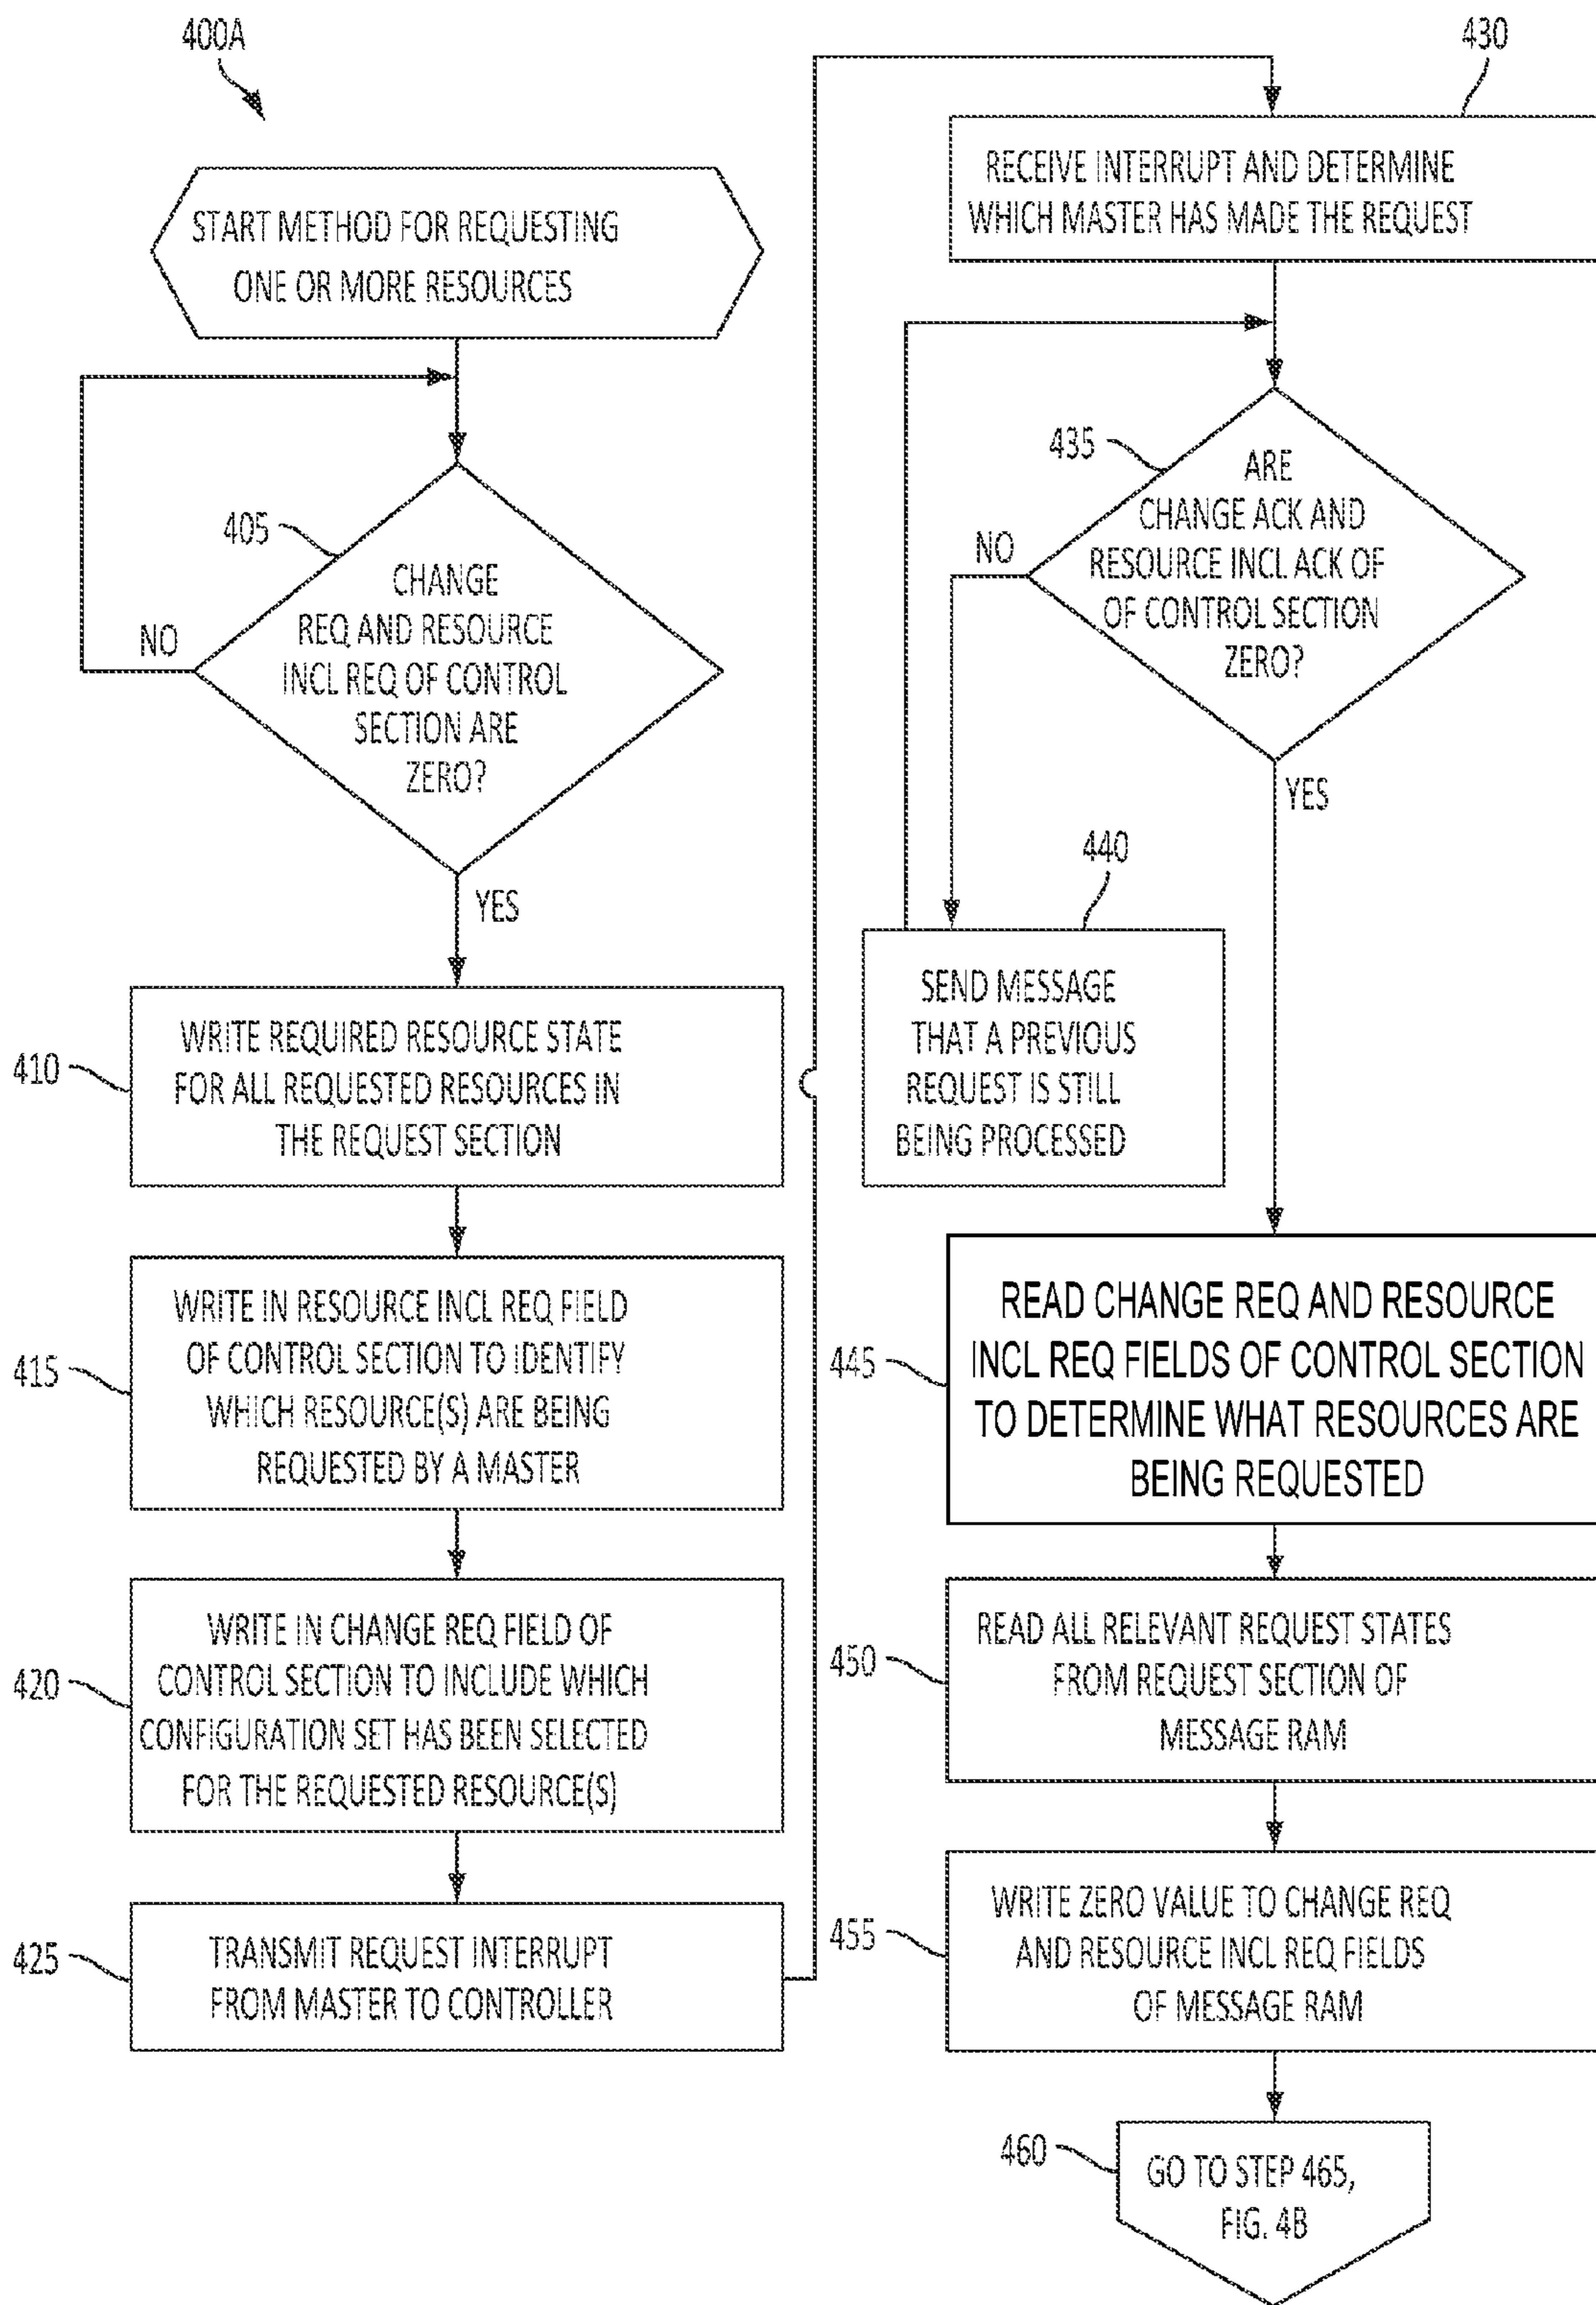 400A
START METHOD FOR REQUESTING
ONE OR MORE RESOURCES
405
CHANGE
REQ AND RESOURCE
INCL REQ OF CONTROL
SECTION ARE
ZERO?
NO
YES
410
WRITE REQUIRED RESOURCE STATE
FOR ALL REQUESTED RESOURCES IN
THE REQUEST SECTION
415
WRITE IN RESOURCE INCL REQ FIELD
OF CONTROL SECTION TO IDENTIFY
WHICH RESOURCE(S) ARE BEING
REQUESTED BY A MASTER
420
WRITE IN CHANGE REQ FIELD OF
CONTROL SECTION TO INCLUDE WHICH
CONFIGURATION SET HAS BEEN SELECTED
FOR THE REQUESTED RESOURCE(S)
425
TRANSMIT REQUEST INTERRUPT
FROM MASTER TO CONTROLLER
430
RECEIVE INTERRUPT AND DETERMINE
WHICH MASTER HAS MADE THE REQUEST
435
ARE
CHANGE ACK AND
RESOURCE INCL ACK OF
OF CONTROL SECTION
ZERO?
NO
YES
440
SEND MESSAGE
THAT A PREVIOUS
REQUEST IS STILL
BEING PROCESSED
445
READ CHANGE REQ AND RESOURCE
INCL REQ FIELDS OF CONTROL SECTION
TO DETERMINE WHAT RESOURCES ARE
BEING REQUESTED
450
READ ALL RELEVANT REQUEST STATES
FROM REQUEST SECTION OF
MESSAGE RAM
455
WRITE ZERO VALUE TO CHANGE REQ
AND RESOURCE INCL REQ FIELDS
OF MESSAGE RAM
460
GO TO STEP 465,
FIG. 4B